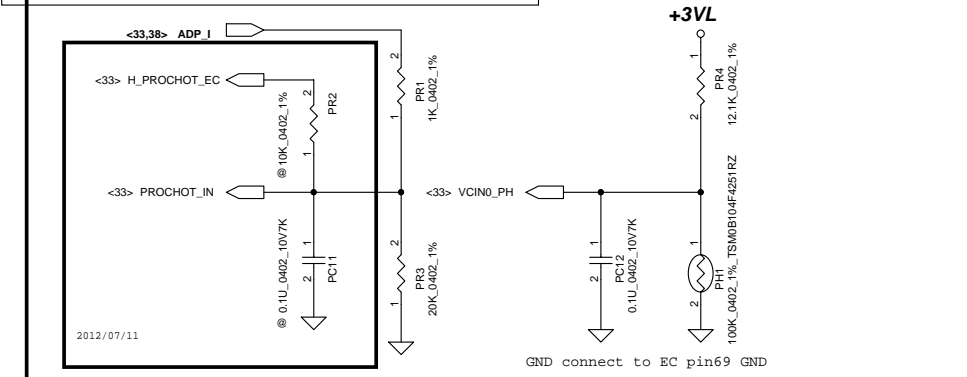 +3VL
<33,38> ADP_I
<33> H_PROCHOT_EC
2
1
PR2
@ 10K_0402_1%
2
1
PR1
1K_0402_1%
1
2
PR4
12.1K_0402_1%
<33> PROCHOT_IN
<33> VCIN0_PH
1
2
PC11
@ 0.1U_0402_10V7K
2
1
PR3
20K_0402_1%
1
2
PC12
0.1U_0402_10V7K
1
2
PH1
100K_0402_1%_TSM0B104F4251RZ
2012/07/11
GND connect to EC pin69 GND